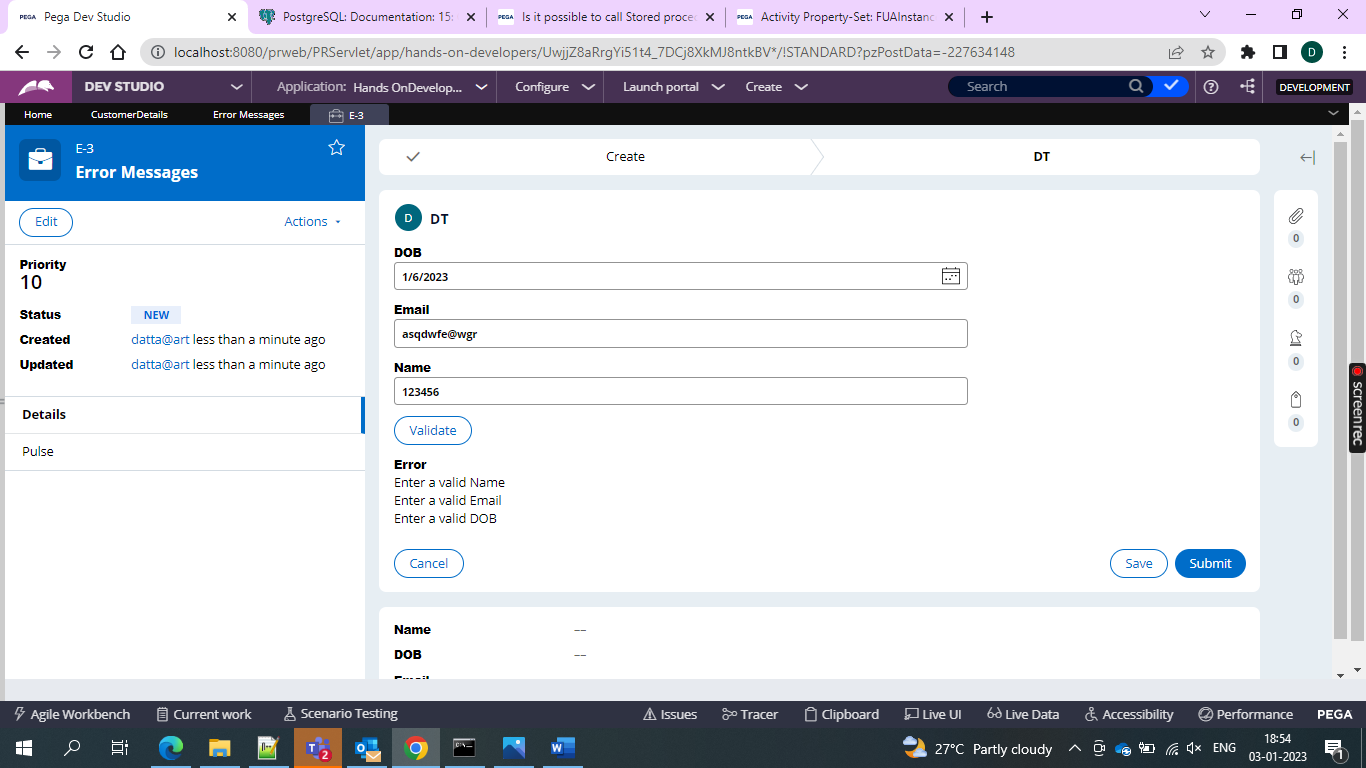 PEGA Pega Dev Studio
PostgreSQL: Documentation: 15:
PEGA Is it possible to call Stored proce
PEGA Activity Property-Set: FUAInstanc
localhost:8080/prweb/PRServlet/app/hands-on-developers/UwjjZ8aRrgYi51t4_7DCj8XkMJ8ntkBV*/!STANDARD?pzPostData=-227634148
D
DEV STUDIO
Application: Hands OnDevelop...
Configure
Launch portal
Create
Search
DEVELOPMENT
Home
CustomerDetails
Error Messages
E-3
E-3
Error Messages
Edit
Actions
Priority
10
Status NEW
Created datta@art less than a minute ago
Updated datta@art less than a minute ago
Details
Pulse
Create
DT
D DT
DOB
1/6/2023
Email
asqdwfe@wgr
Name
123456
Validate
Error
Enter a valid Name
Enter a valid Email
Enter a valid DOB
Cancel
Save
Submit
Name --
DOB --
Email
0
0
0
0
screenrec
Agile Workbench
Current work
Scenario Testing
Issues
Tracer
Clipboard
Live UI
Live Data
Accessibility
Performance
PEGA
2
27°C Partly cloudy
ENG
18:54
03-01-2023
1